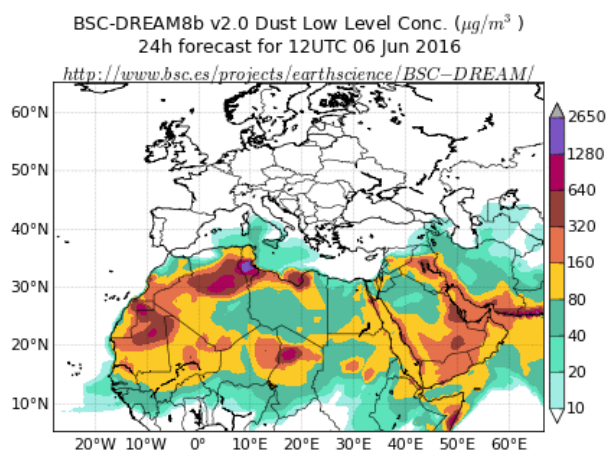 BSC-DREAM8b v2.0 Dust Low Level Conc. (μg/m³ )
24h forecast for 12UTC 06 Jun 2016
http://www.bsc.es/projects/earthscience/BSC−DREAM/
60°N
50°N
40°N
30°N
20°N
10°N
20°W 10°W 0° 10°E 20°E 30°E 40°E 50°E 60°E
2650
1280
640
320
160
80
40
20
10